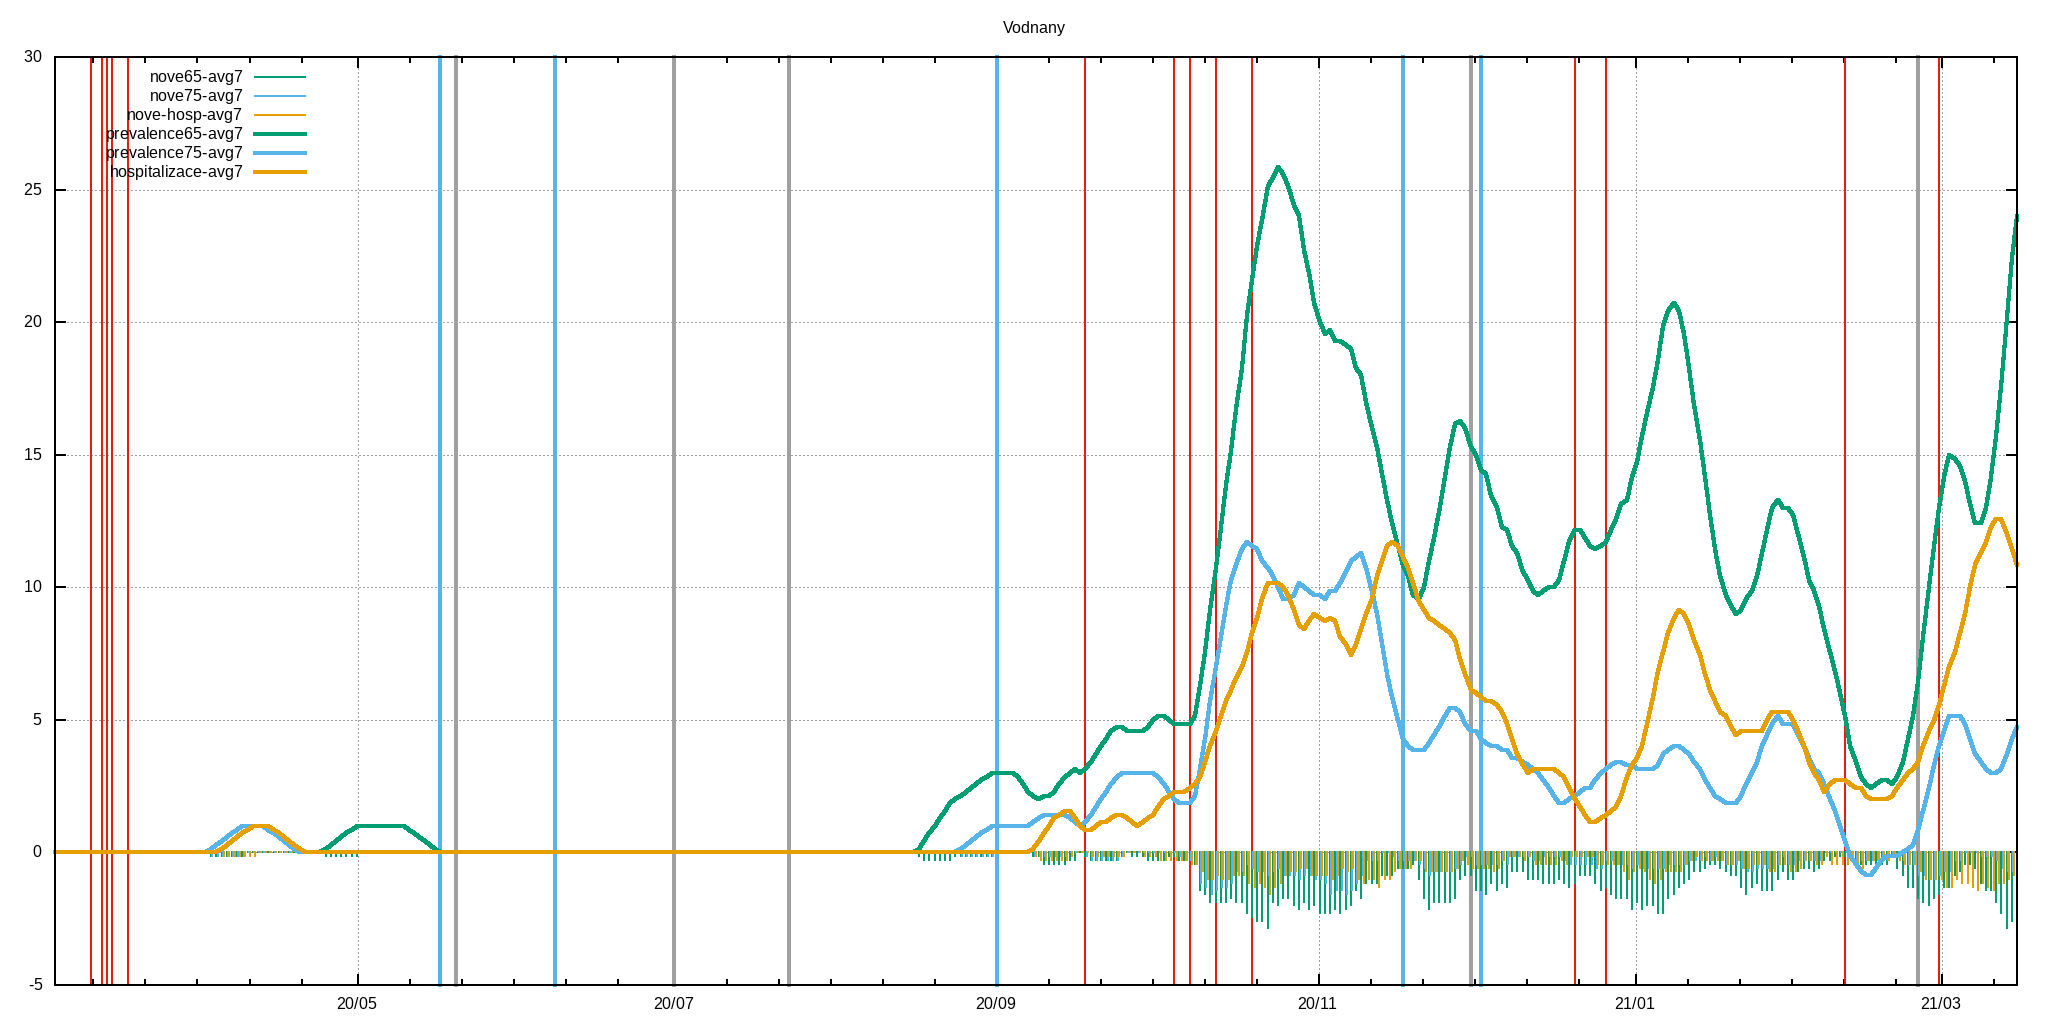 Vodnany
30
25
20
15
10
5
0
-5
nove65-avg7
nove75-avg7
nove-hosp-avg7
prevalence65-avg7
prevalence75-avg7
hospitalizace-avg7
20/05 20/07 20/09 20/11 21/01 21/03